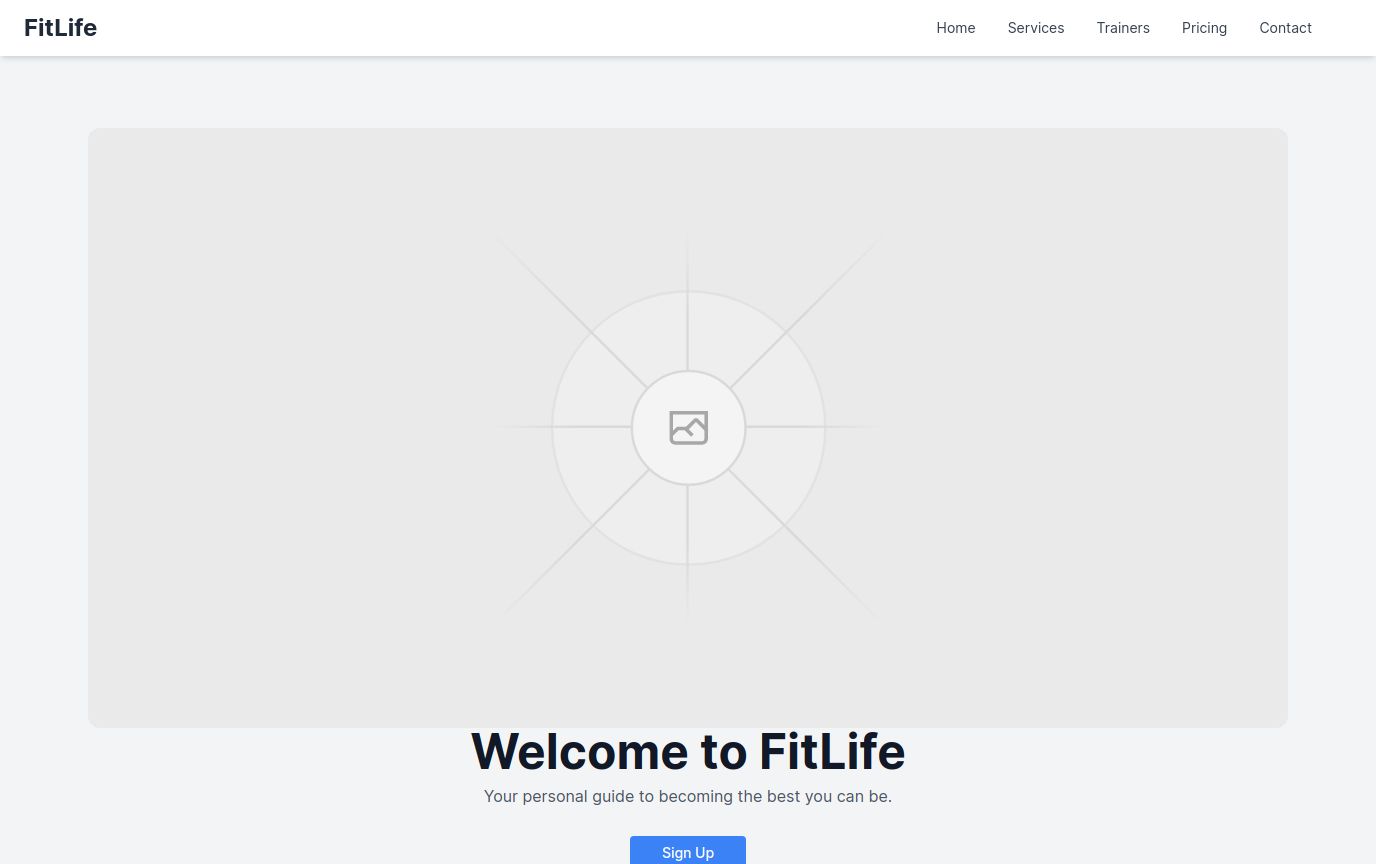 FitLife
Home Services Trainers Pricing Contact
Welcome to FitLife
Your personal guide to becoming the best you can be.
Sign Up